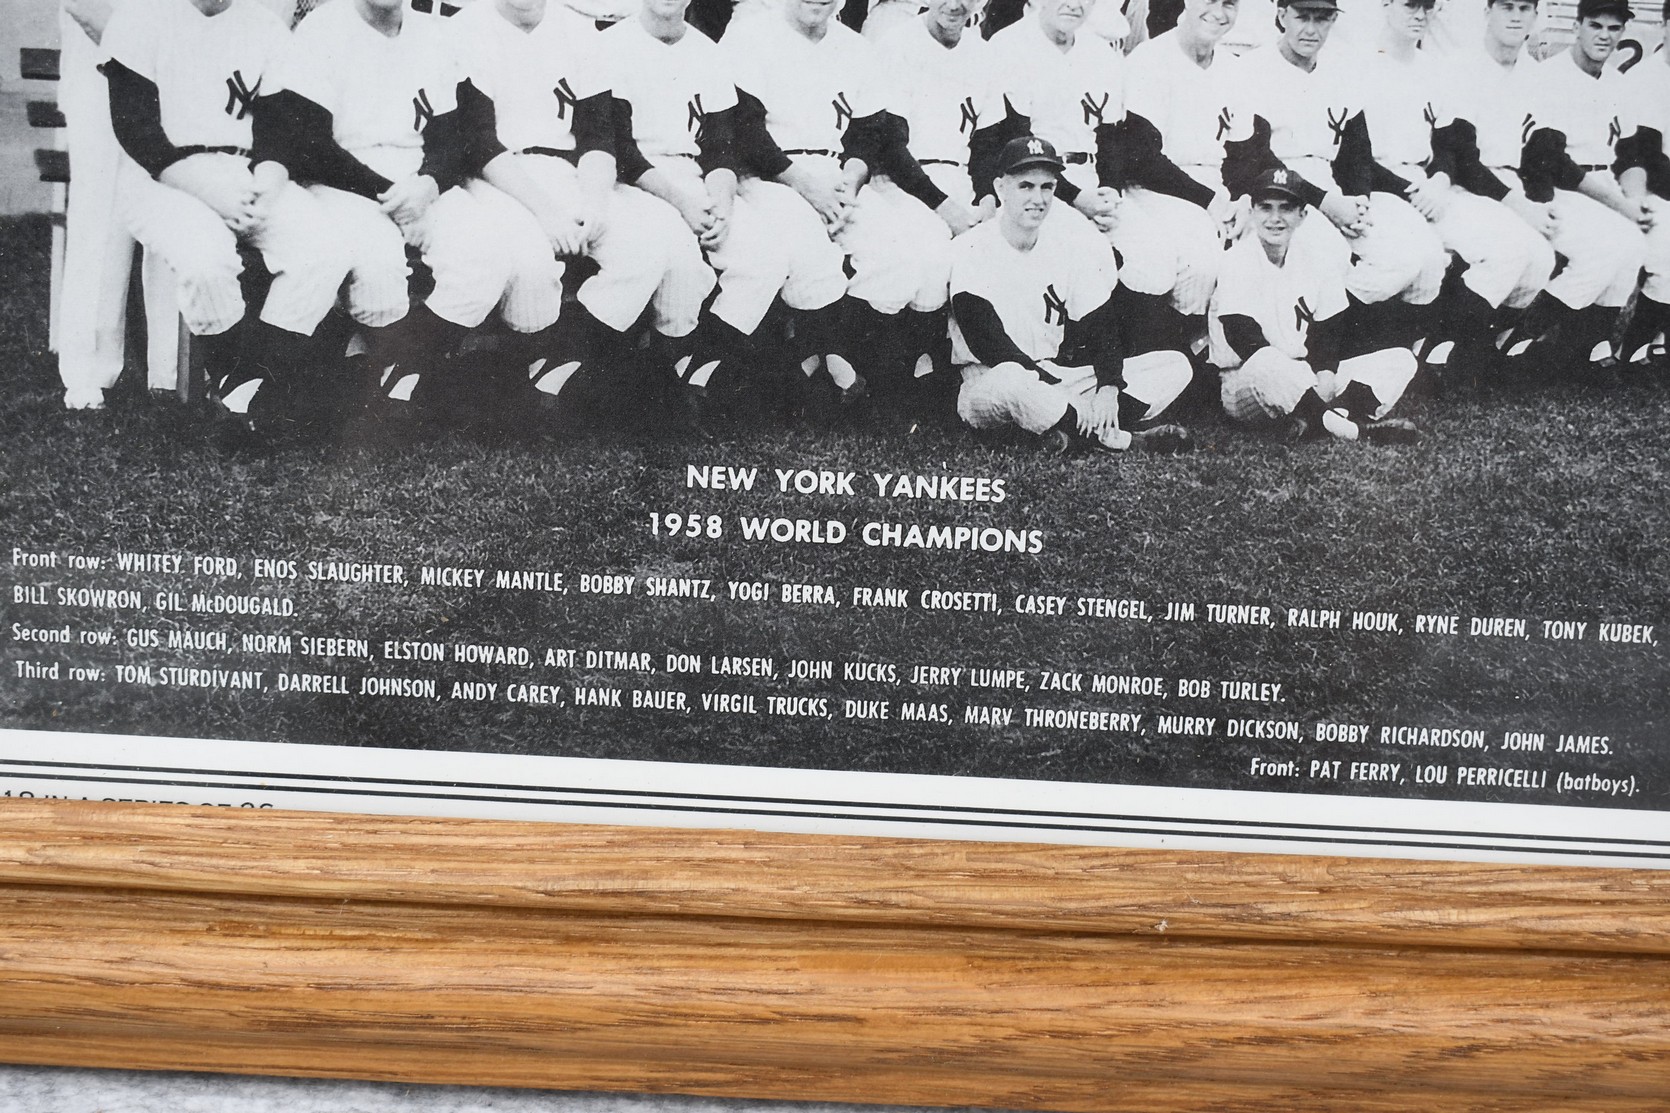 NEW YORK YANKEES
1958 WORLD CHAMPIONS
Front row: WHITEY FORD, ENOS SLAUGHTER, MICKEY MANTLE, BOBBY SHANTZ, YOGI BERRA, FRANK CROSETTI, CASEY STENGEL, JIM TURNER, RALPH HOUK, RYNE DUREN, TONY KUBEK,
BILL SKOWRON, GIL McDOUGALD.
Second row: GUS MAUCH, NORM SIEBERN, ELSTON HOWARD, ART DITMAR, DON LARSEN, JOHN KUCKS, JERRY LUMPE, ZACK MONROE, BOB TURLEY.
Third row: TOM STURDIVANT, DARRELL JOHNSON, ANDY CAREY, HANK BAUER, VIRGIL TRUCKS, DUKE MAAS, MARV THRONEBERRY, MURRY DICKSON, BOBBY RICHARDSON, JOHN JAMES.
Front: PAT FERRY, LOU PERRICELLI (batboys).
IN A SERIES OF